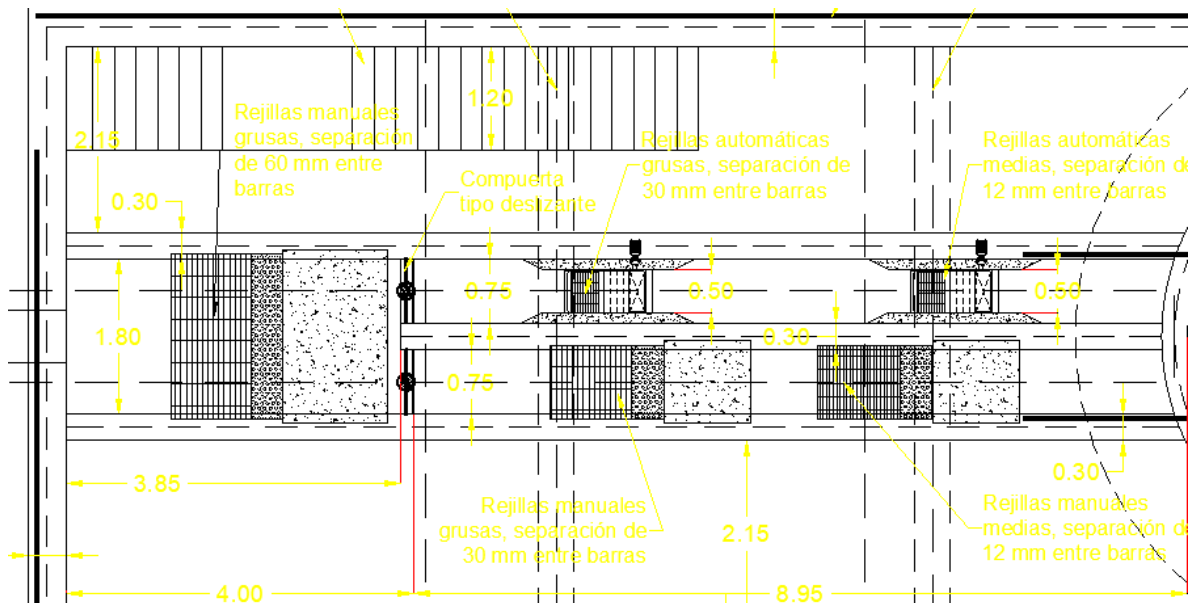 1.20
2.15
Rejillas manuales
grusas, separación
de 60 mm entre
barras
Rejillas automáticas
grusas, separación de
30 mm entre barras
Rejillas automáticas
medias, separación de
12 mm entre barras
Compuerta
tipo deslizante
0.30
0.75
0.50
0.50
1.80
0.30
0.75
0.30
3.85
Rejillas manuales
grusas, separación de
30 mm entre barras
2.15
Rejillas manuales
medias, separación de
12 mm entre barras
4.00
8.95